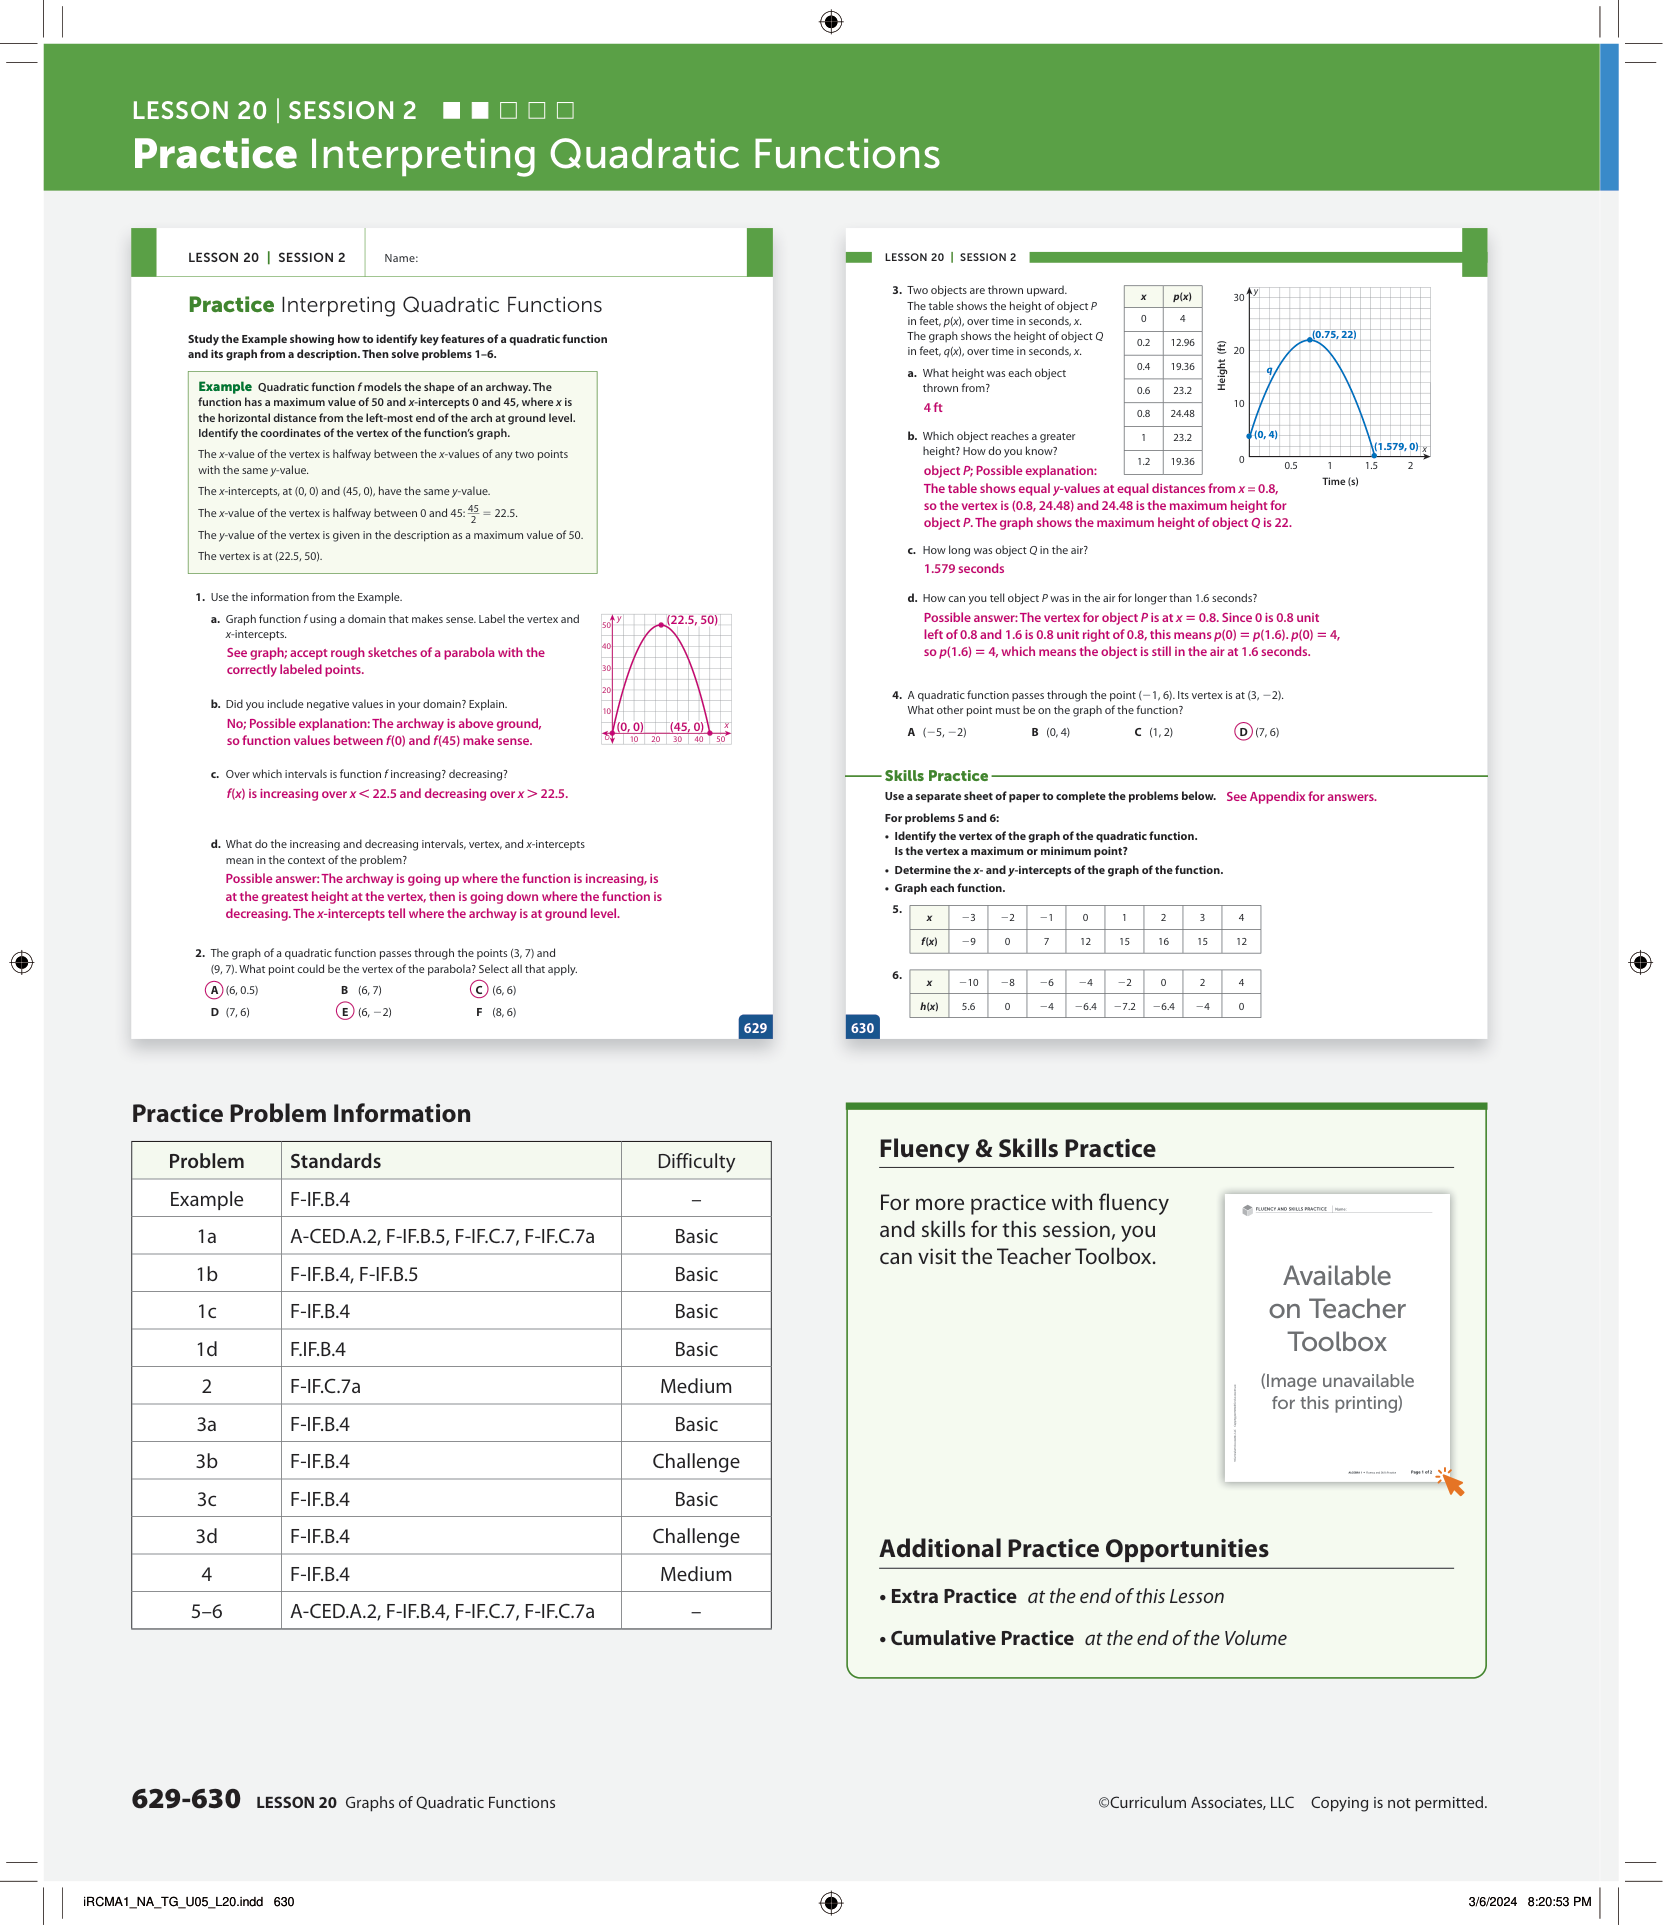 LESSON 20 | SESSION 2
Practice Interpreting Quadratic Functions
LESSON 20 | SESSION 2
Name:
Practice Interpreting Quadratic Functions
Study the Example showing how to identify key features of a quadratic function
and its graph from a description. Then solve problems 1–6.
Example Quadratic function f models the shape of an archway. The
function has a maximum value of 50 and x-intercepts 0 and 45, where x is
the horizontal distance from the left-most end of the arch at ground level.
Identify the coordinates of the vertex of the function's graph.
The x-value of the vertex is halfway between the x-values of any two points
with the same y-value.
The x-intercepts, at (0, 0) and (45, 0), have the same y-value.
The x-value of the vertex is halfway between 0 and 45: 45/2 = 22.5.
The y-value of the vertex is given in the description as a maximum value of 50.
The vertex is at (22.5, 50).
1. Use the information from the Example.
a. Graph function f using a domain that makes sense. Label the vertex and
x-intercepts.
See graph; accept rough sketches of a parabola with the
correctly labeled points.
y
50
40
30
20
10
0
(22.5, 50)
(0, 0)
(45, 0)
x
10 20 30 40 50
b. Did you include negative values in your domain? Explain.
No; Possible explanation: The archway is above ground,
so function values between f(0) and f(45) make sense.
c. Over which intervals is function f increasing? decreasing?
f(x) is increasing over x < 22.5 and decreasing over x > 22.5.
d. What do the increasing and decreasing intervals, vertex, and x-intercepts
mean in the context of the problem?
Possible answer: The archway is going up where the function is increasing, is
at the greatest height at the vertex, then is going down where the function is
decreasing. The x-intercepts tell where the archway is at ground level.
2. The graph of a quadratic function passes through the points (3, 7) and
(9, 7). What point could be the vertex of the parabola? Select all that apply.
A (6, 0.5) B (6, 7) C (6, 6)
D (7, 6) E (6, −2) F (8, 6)
629
LESSON 20 | SESSION 2
3. Two objects are thrown upward.
The table shows the height of object P
in feet, p(x), over time in seconds, x.
The graph shows the height of object Q
in feet, q(x), over time in seconds, x.
x p(x)
0 4
0.2 12.96
0.4 19.36
0.6 23.2
0.8 24.48
1 23.2
1.2 19.36
y
Height (ft)
30
20
10
0
q
(0.75, 22)
(0, 4)
(1.579, 0)
x
0.5 1 1.5 2
Time (s)
a. What height was each object
thrown from?
4 ft
b. Which object reaches a greater
height? How do you know?
object P; Possible explanation:
The table shows equal y-values at equal distances from x = 0.8,
so the vertex is (0.8, 24.48) and 24.48 is the maximum height for
object P. The graph shows the maximum height of object Q is 22.
c. How long was object Q in the air?
1.579 seconds
d. How can you tell object P was in the air for longer than 1.6 seconds?
Possible answer: The vertex for object P is at x = 0.8. Since 0 is 0.8 unit
left of 0.8 and 1.6 is 0.8 unit right of 0.8, this means p(0) = p(1.6). p(0) = 4,
so p(1.6) = 4, which means the object is still in the air at 1.6 seconds.
4. A quadratic function passes through the point (−1, 6). Its vertex is at (3, −2).
What other point must be on the graph of the function?
A (−5, −2) B (0, 4) C (1, 2) D (7, 6)
Skills Practice
Use a separate sheet of paper to complete the problems below. See Appendix for answers.
For problems 5 and 6:
• Identify the vertex of the graph of the quadratic function.
Is the vertex a maximum or minimum point?
• Determine the x- and y-intercepts of the graph of the function.
• Graph each function.
5.
x −3 −2 −1 0 1 2 3 4
f(x) −9 0 7 12 15 16 15 12
6.
x −10 −8 −6 −4 −2 0 2 4
h(x) 5.6 0 −4 −6.4 −7.2 −6.4 −4 0
630
Practice Problem Information
Problem Standards Difficulty
Example F-IF.B.4 –
1a A-CED.A.2, F-IF.B.5, F-IF.C.7, F-IF.C.7a Basic
1b F-IF.B.4, F-IF.B.5 Basic
1c F-IF.B.4 Basic
1d F.IF.B.4 Basic
2 F-IF.C.7a Medium
3a F-IF.B.4 Basic
3b F-IF.B.4 Challenge
3c F-IF.B.4 Basic
3d F-IF.B.4 Challenge
4 F-IF.B.4 Medium
5–6 A-CED.A.2, F-IF.B.4, F-IF.C.7, F-IF.C.7a –
Fluency & Skills Practice
For more practice with fluency
and skills for this session, you
can visit the Teacher Toolbox.
FLUENCY AND SKILLS PRACTICE Name:
Available
on Teacher
Toolbox
(Image unavailable
for this printing)
Page 1 of 2
Additional Practice Opportunities
• Extra Practice at the end of this Lesson
• Cumulative Practice at the end of the Volume
629-630 LESSON 20 Graphs of Quadratic Functions
©Curriculum Associates, LLC Copying is not permitted.
iRCMA1_NA_TG_U05_L20.indd 630
3/6/2024 8:20:53 PM